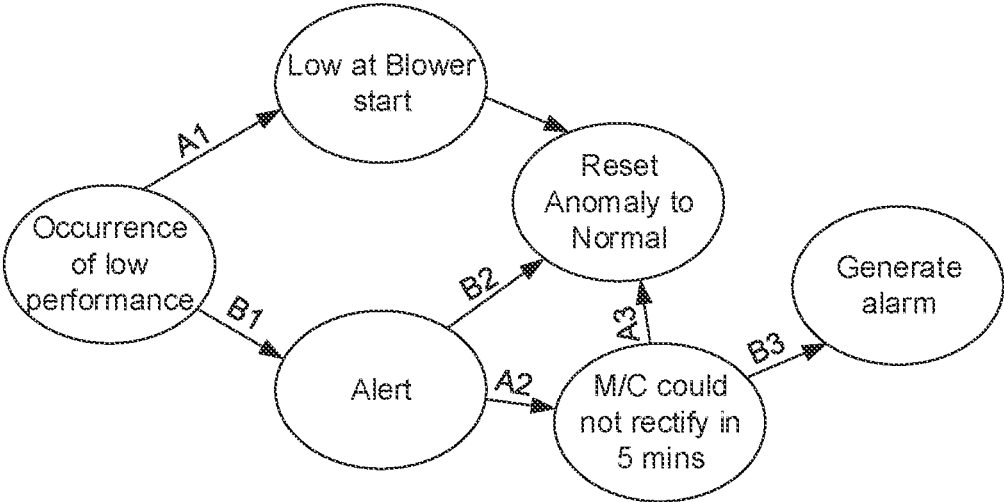 Low at Blower
start
A1
Reset
Anomaly to
Normal
Occurrence
of low
performance
B1
B2
Generate
alarm
A3
B3
Alert
A2
M/C could
not rectify in
5 mins